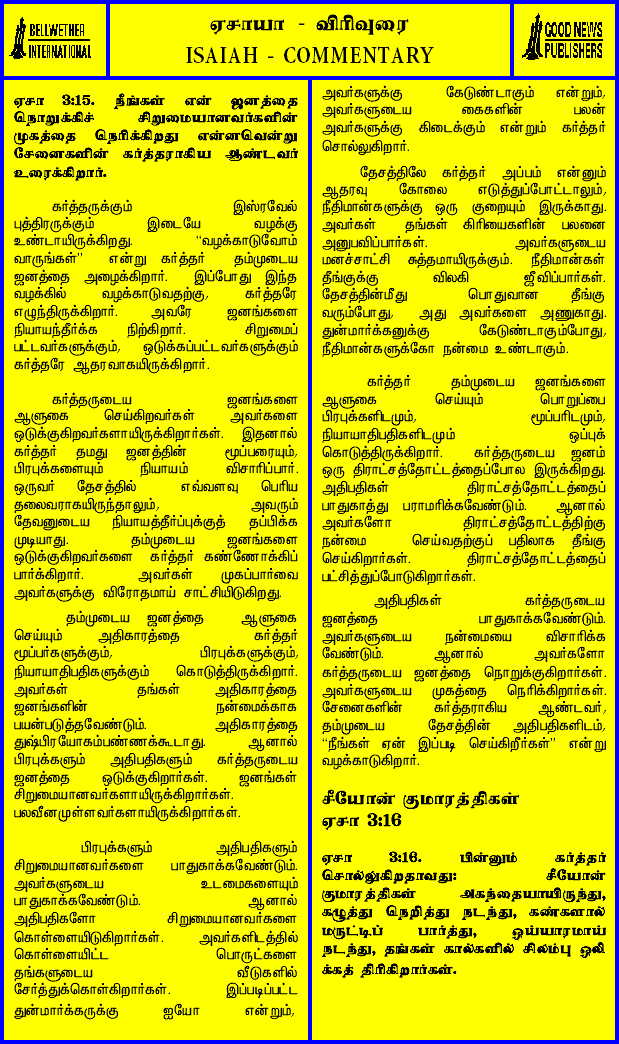 BELLWETHER
INTERNATIONAL
ஏசாயா - விரிவுரை
ISAIAH - COMMENTARY
GOOD NEWS
PUBLISHERS
ஏசா 3:15. நீங்கள் என் ஜனத்தை
நொறுக்கிச் சிறுமையானவர்களின்
முகத்தை நெரிக்கிறது என்னவென்று
சேனைகளின் கர்த்தராகிய ஆண்டவர்
உரைக்கிறார்.
கர்த்தருக்கும் இஸ்ரவேல்
புத்திரருக்கும் இடையே வழக்கு
உண்டாயிருக்கிறது. “வழக்காடுவோம்
வாருங்கள்” என்று கர்த்தர் தம்முடைய
ஜனத்தை அழைக்கிறார். இப்போது இந்த
வழக்கில் வழக்காடுவதற்கு, கர்த்தரே
எழுந்திருக்கிறார். அவரே ஜனங்களை
நியாயந்தீர்க்க நிற்கிறார். சிறுமைப்
பட்டவர்களுக்கும், ஒடுக்கப்பட்டவர்களுக்கும்
கர்த்தரே ஆதரவாகயிருக்கிறார்.
கர்த்தருடைய ஜனங்களை
ஆளுகை செய்கிறவர்கள் அவர்களை
ஒடுக்குகிறவர்களாயிருக்கிறார்கள். இதனால்
கர்த்தர் தமது ஜனத்தின் மூப்பரையும்,
பிரபுக்களையும் நியாயம் விசாரிப்பார்.
ஒருவர் தேசத்தில் எவ்வளவு பெரிய
தலைவராகயிருந்தாலும், அவரும்
தேவனுடைய நியாயத்தீர்ப்புக்குத் தப்பிக்க
முடியாது. தம்முடைய ஜனங்களை
ஒடுக்குகிறவர்களை கர்த்தர் கண்ணோக்கிப்
பார்க்கிறார். அவர்கள் முகப்பார்வை
அவர்களுக்கு விரோதமாய் சாட்சியிடுகிறது.
தம்முடைய ஜனத்தை ஆளுகை
செய்யும் அதிகாரத்தை கர்த்தர்
மூப்பர்களுக்கும், பிரபுக்களுக்கும்,
நியாயாதிபதிகளுக்கும் கொடுத்திருக்கிறார்.
அவர்கள் தங்கள் அதிகாரத்தை
ஜனங்களின் நன்மைக்காக
பயன்படுத்தவேண்டும். அதிகாரத்தை
துஷ்பிரயோகம்பண்ணக்கூடாது. ஆனால்
பிரபுக்களும் அதிபதிகளும் கர்த்தருடைய
ஜனத்தை ஒடுக்குகிறார்கள். ஜனங்கள்
சிறுமையானவர்களாயிருக்கிறார்கள்.
பலவீனமுள்ளவர்களாயிருக்கிறார்கள்.
பிரபுக்களும் அதிபதிகளும்
சிறுமையானவர்களை பாதுகாக்கவேண்டும்.
அவர்களுடைய உடமைகளையும்
பாதுகாக்கவேண்டும். ஆனால்
அதிபதிகளோ சிறுமையானவர்களை
கொள்ளையிடுகிறார்கள். அவர்களிடத்தில்
கொள்ளையிட்ட பொருட்களை
தங்களுடைய வீடுகளில்
சேர்த்துக்கொள்கிறார்கள். இப்படிப்பட்ட
துன்மார்க்கருக்கு ஐயோ என்றும்,
அவர்களுக்கு கேடுண்டாகும் என்றும்,
அவர்களுடைய கைகளின் பலன்
அவர்களுக்கு கிடைக்கும் என்றும் கர்த்தர்
சொல்லுகிறார்.
தேசத்திலே கர்த்தர் அப்பம் என்னும்
ஆதரவு கோலை எடுத்துப்போட்டாலும்,
நீதிமான்களுக்கு ஒரு குறையும் இருக்காது.
அவர்கள் தங்கள் கிரியைகளின் பலனை
அனுபவிப்பார்கள். அவர்களுடைய
மனச்சாட்சி சுத்தமாயிருக்கும். நீதிமான்கள்
தீங்குக்கு விலகி ஜீவிப்பார்கள்.
தேசத்தின்மீது பொதுவான தீங்கு
வரும்போது, அது அவர்களை அணுகாது.
துன்மார்க்கனுக்கு கேடுண்டாகும்போது,
நீதிமான்களுக்கோ நன்மை உண்டாகும்.
கர்த்தர் தம்முடைய ஜனங்களை
ஆளுகை செய்யும் பொறுப்பை
பிரபுக்களிடமும், மூப்பரிடமும்,
நியாயாதிபதிகளிடமும் ஒப்புக்
கொடுத்திருக்கிறார். கர்த்தருடைய ஜனம்
ஒரு திராட்சத்தோட்டத்தைப்போல இருக்கிறது.
அதிபதிகள் திராட்சத்தோட்டத்தைப்
பாதுகாத்து பராமரிக்கவேண்டும். ஆனால்
அவர்களோ திராட்சத்தோட்டத்திற்கு
நன்மை செய்வதற்குப் பதிலாக தீங்கு
செய்கிறார்கள். திராட்சத்தோட்டத்தைப்
பட்சித்துப்போடுகிறார்கள்.
அதிபதிகள் கர்த்தருடைய
ஜனத்தை பாதுகாக்கவேண்டும்.
அவர்களுடைய நன்மையை விசாரிக்க
வேண்டும். ஆனால் அவர்களோ
கர்த்தருடைய ஜனத்தை நொறுக்குகிறார்கள்.
அவர்களுடைய முகத்தை நெரிக்கிறார்கள்.
சேனைகளின் கர்த்தராகிய ஆண்டவர்,
தம்முடைய தேசத்தின் அதிபதிகளிடம்,
“நீங்கள் ஏன் இப்படி செய்கிறீர்கள்” என்று
வழக்காடுகிறார்.
சீயோன் குமாரத்திகள்
ஏசா 3:16
ஏசா 3:16. பின்னும் கர்த்தர்
சொல்லுகிறதாவது: சீயோன்
குமாரத்திகள் அகந்தையாயிருந்து,
கழுத்து நெறித்து நடந்து, கண்களால்
மருட்டிப் பார்த்து, ஒய்யாரமாய்
நடந்து, தங்கள் கால்களில் சிலம்பு ஒலி
க்கத் திரிகிறார்கள்.